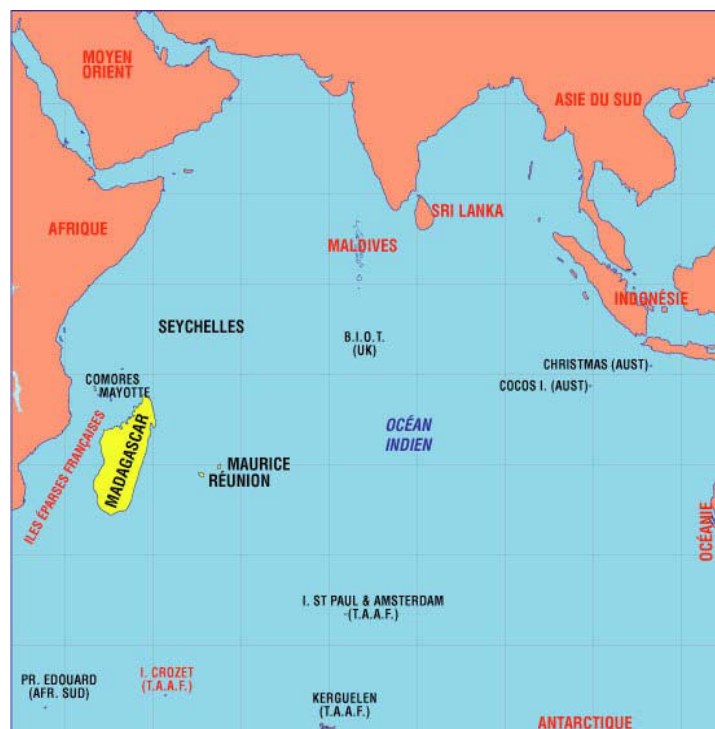 MOYEN
ORIENT
ASIE DU SUD
AFRIQUE
SRI LANKA
MALDIVES
INDONÉSIE
SEYCHELLES
B.I.O.T.
(UK)
CHRISTMAS (AUST)
COCOS I. (AUST)
COMORES
MAYOTTE
OCÉAN
INDIEN
ILES ÉPARSES FRANÇAISES
MADAGASCAR
MAURICE
RÉUNION
OCÉANIE
I. ST PAUL & AMSTERDAM
(T.A.A.F.)
PR. EDOUARD
(AFR. SUD)
I. CROZET
(T.A.A.F.)
KERGUELEN
(T.A.A.F.)
ANTARCTIQUE